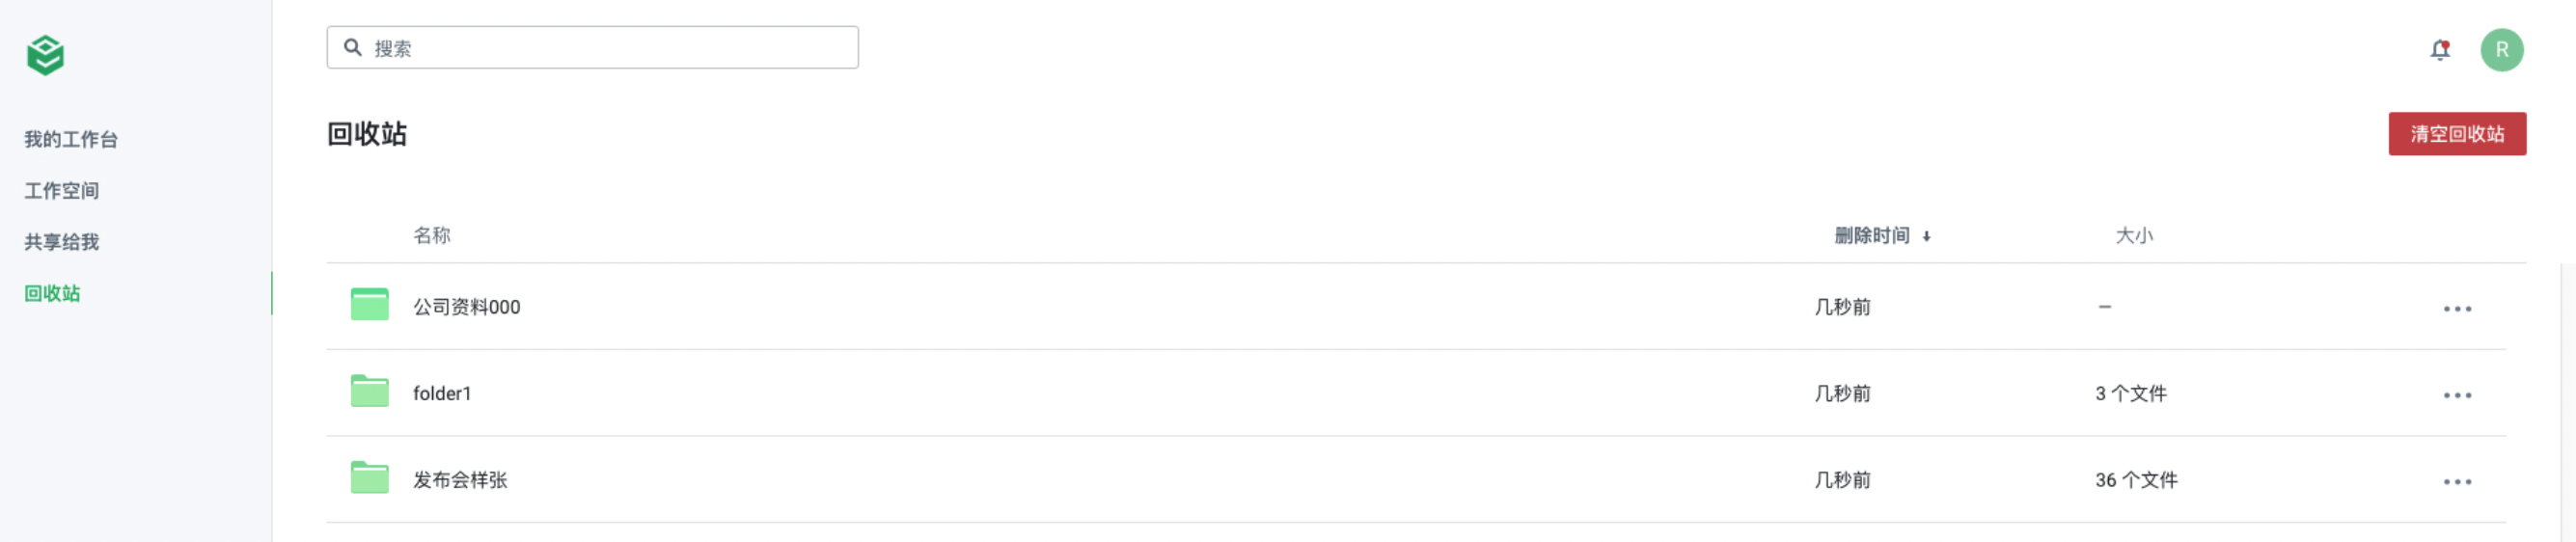 搜索
R
我的工作台
工作空间
共享给我
回收站
回收站
清空回收站
名称 删除时间 大小
公司资料000 几秒前 –
folder1 几秒前 3 个文件
发布会样张 几秒前 36 个文件